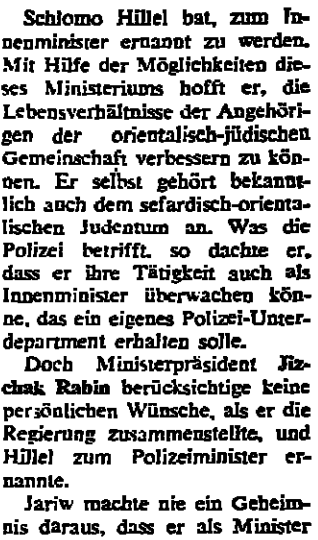 Schlomo Hillel bat, zum In-
nenminister ernannt zu werden.
Mit Hilfe der Möglichkeiten die-
ses Ministeriums hofft er, die
Lebensverhältnisse der Angehöri-
gen der orientalisch-jüdischen
Gemeinschaft verbessern zu kön-
nen. Er selbst gehört bekannt-
lich auch dem sefardisch-orienta-
lischen Judentum an. Was die
Polizei betrifft, so dachte er,
dass er ihre Tätigkeit auch als
Innenminister überwachen kön-
ne, das ein eigenes Polizei-Unter-
department erhalten solle.
Doch Ministerpräsident Jiz-
chak Rabin berücksichtige keine
persönlichen Wünsche, als er die
Regierung zusammenstellte, und
Hillel zum Polizeiminister er-
nannte.
Jariw machte nie ein Geheim-
nis daraus, dass er als Minister